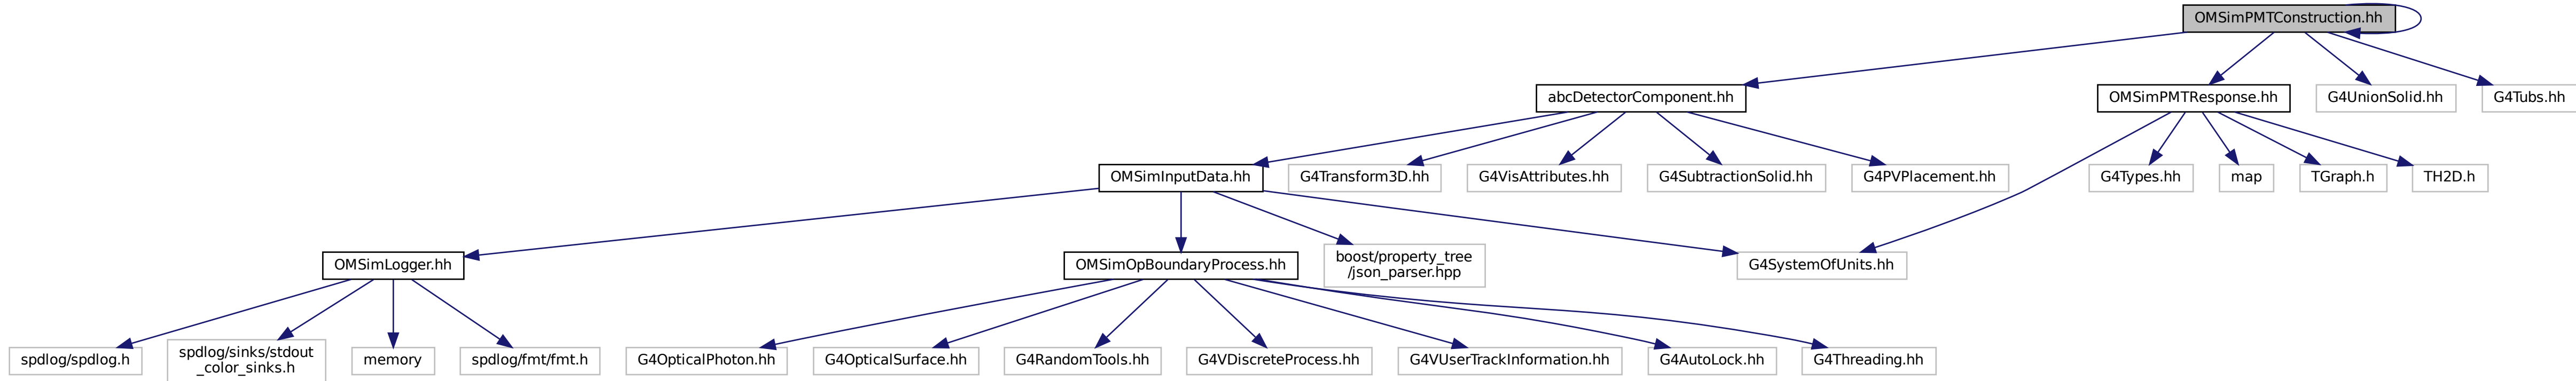 OMSimPMTConstruction.hh
abcDetectorComponent.hh
OMSimPMTResponse.hh
G4UnionSolid.hh
G4Tubs.hh
OMSimInputData.hh
G4Transform3D.hh
G4VisAttributes.hh
G4SubtractionSolid.hh
G4PVPlacement.hh
G4Types.hh
map
TGraph.h
TH2D.h
OMSimLogger.hh
OMSimOpBoundaryProcess.hh
boost/property_tree
/json_parser.hpp
G4SystemOfUnits.hh
spdlog/spdlog.h
spdlog/sinks/stdout
_color_sinks.h
memory
spdlog/fmt/fmt.h
G4OpticalPhoton.hh
G4OpticalSurface.hh
G4RandomTools.hh
G4VDiscreteProcess.hh
G4VUserTrackInformation.hh
G4AutoLock.hh
G4Threading.hh